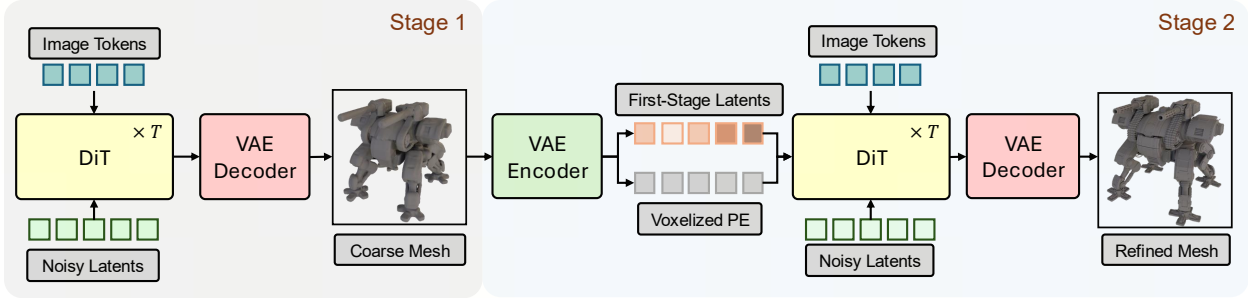 Stage 1
Image Tokens
× T
DiT
Noisy Latents
VAE
Decoder
Coarse Mesh
Stage 2
VAE
Encoder
First-Stage Latents
Voxelized PE
Image Tokens
× T
DiT
Noisy Latents
VAE
Decoder
Refined Mesh